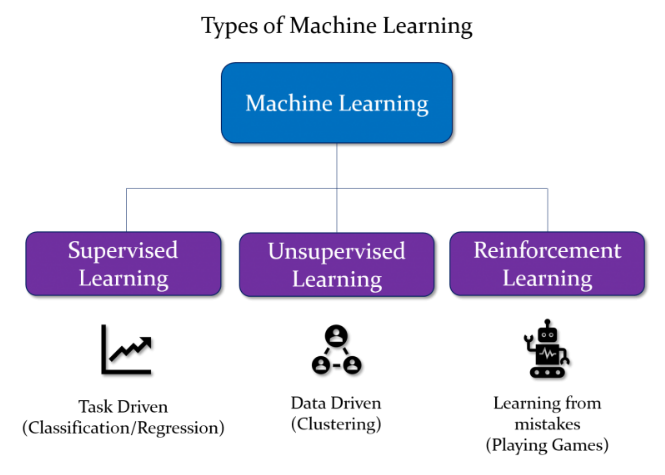 Types of Machine Learning
Machine Learning
Supervised
Learning
Unsupervised
Learning
Reinforcement
Learning
Task Driven
(Classification/Regression)
Data Driven
(Clustering)
Learning from
mistakes
(Playing Games)